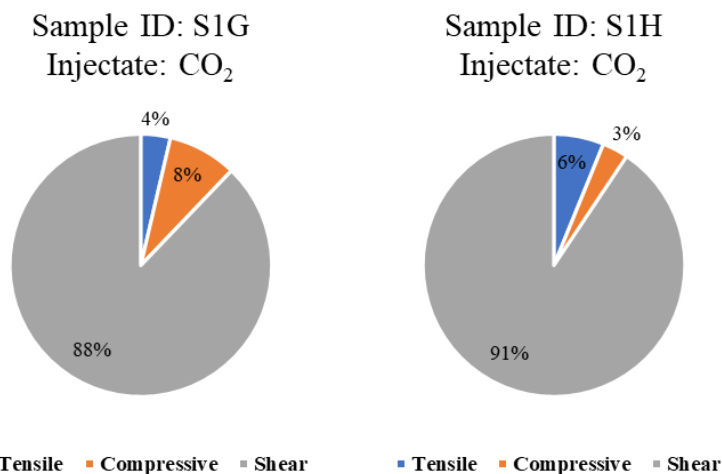 Sample ID: S1G
Injectate: CO₂
4%
8%
88%
Tensile Compressive Shear
Sample ID: S1H
Injectate: CO₂
3%
6%
91%
Tensile Compressive Shear